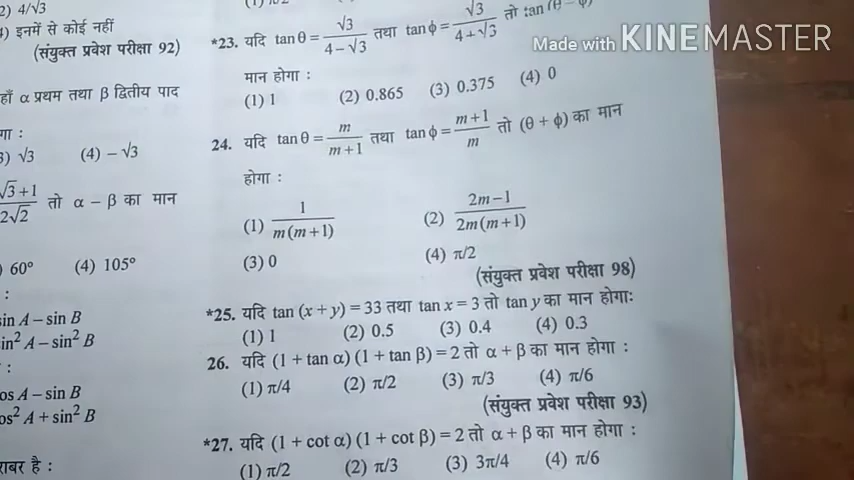 2) 4/√3
4) इनमें से कोई नहीं
(संयुक्त प्रवेश परीक्षा 92)
हाँ α प्रथम तथा β द्वितीय पाद
गा :
3) √3 (4) – √3
√3 +1 / 2√2 तो α – β का मान
60° (4) 105°
:
sin A – sin B
in² A – sin² B
:
os A – sin B
os² A + sin² B
राबर है :
*23. यदि tan θ = √3 / 4 – √3 तथा tan ϕ = √3 / 4 + √3 तो tan (θ – ϕ)
मान होगा :
(1) 1 (2) 0.865 (3) 0.375 (4) 0
24. यदि tan θ = m / m + 1 तथा tan ϕ = m + 1 / m तो (θ + ϕ) का मान
होगा :
(1) 1 / m (m + 1) (2) 2m – 1 / 2m (m + 1)
(3) 0 (4) π/2
(संयुक्त प्रवेश परीक्षा 98)
*25. यदि tan (x + y) = 33 तथा tan x = 3 तो tan y का मान होगाः
(1) 1 (2) 0.5 (3) 0.4 (4) 0.3
26. यदि (1 + tan α) (1 + tan β) = 2 तो α + β का मान होगा :
(1) π/4 (2) π/2 (3) π/3 (4) π/6
(संयुक्त प्रवेश परीक्षा 93)
*27. यदि (1 + cot α) (1 + cot β) = 2 तो α + β का मान होगा :
(1) π/2 (2) π/3 (3) 3π/4 (4) π/6
Made with KINEMASTER